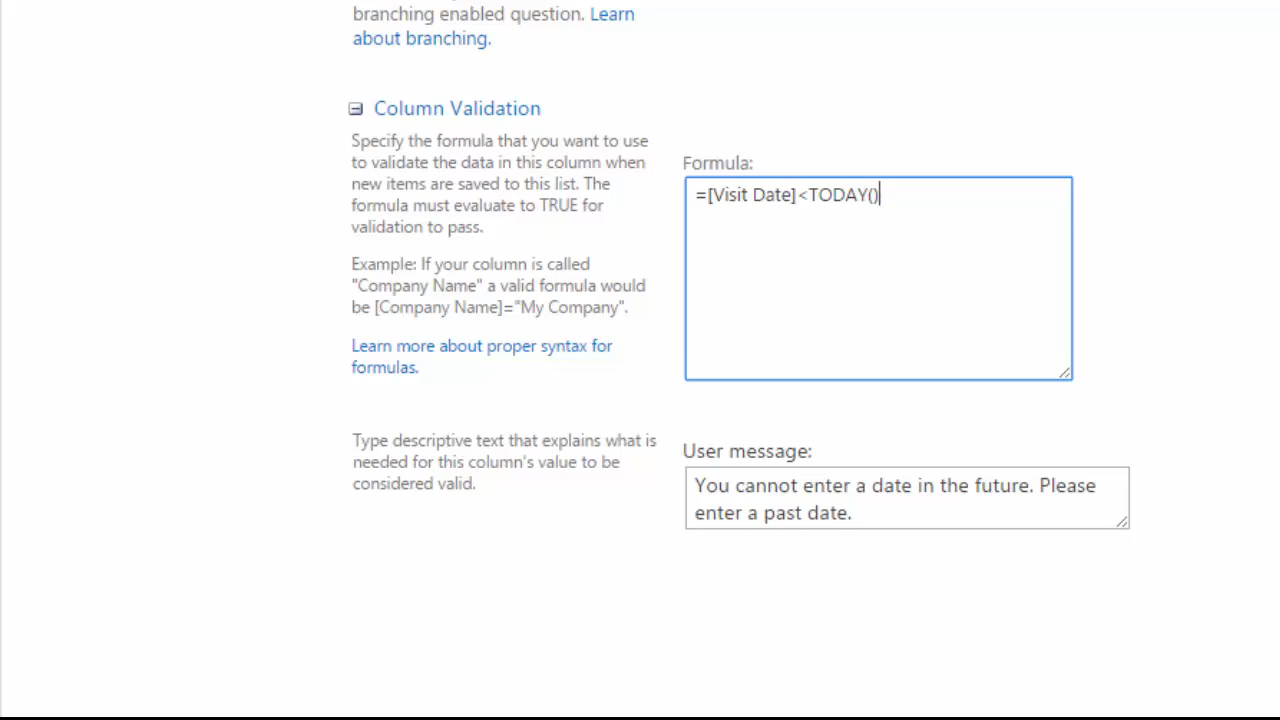 branching enabled question. Learn
about branching.
Column Validation
Specify the formula that you want to use
to validate the data in this column when
new items are saved to this list. The
formula must evaluate to TRUE for
validation to pass.
Example: If your column is called
"Company Name" a valid formula would
be [Company Name]="My Company".
Learn more about proper syntax for
formulas.
Formula:
=[Visit Date]<TODAY()
Type descriptive text that explains what is
needed for this column's value to be
considered valid.
User message:
You cannot enter a date in the future. Please
enter a past date.